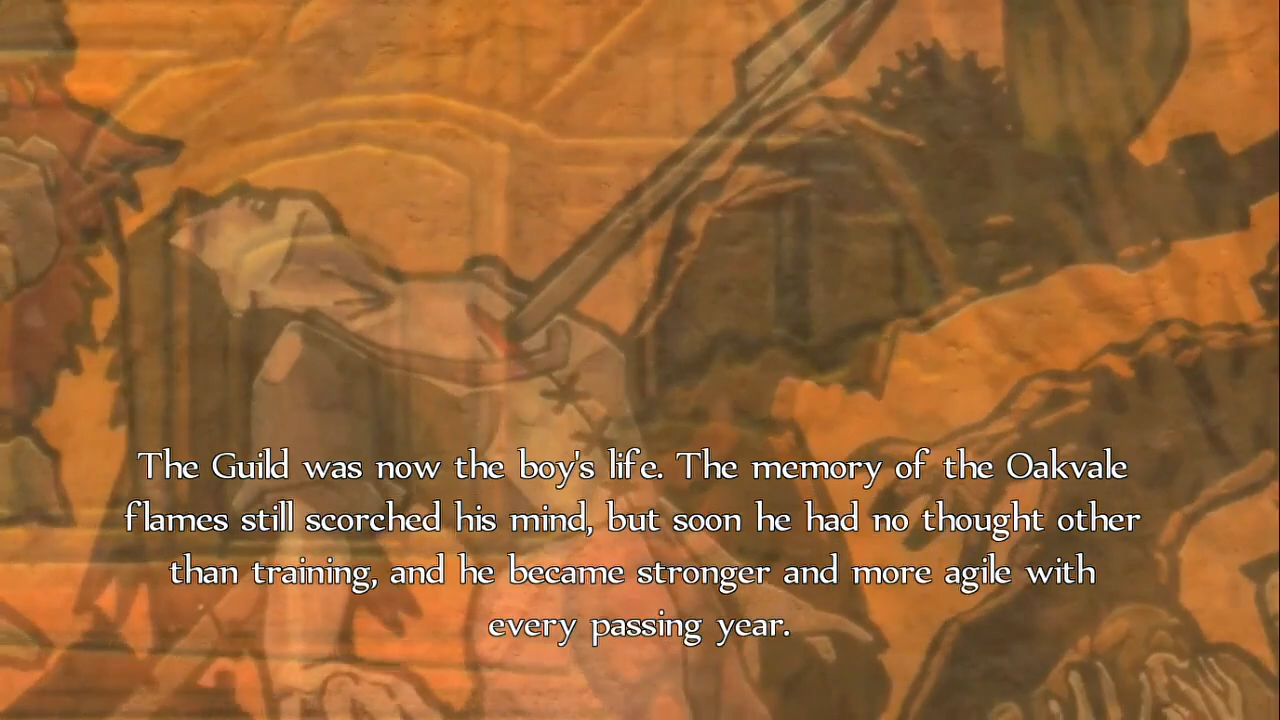 The Guild was now the boy's life. The memory of the Oakvale
flames still scorched his mind, but soon he had no thought other
than training, and he became stronger and more agile with
every passing year.